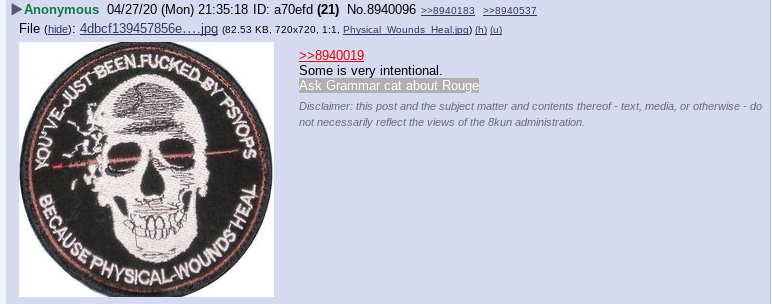 Anonymous 04/27/20 (Mon) 21:35:18 ID: a70efd (21) No.8940096 >>8940183 >>8940537
File (hide): 4dbcf139457856e….jpg (82.53 KB, 720x720, 1:1, Physical_Wounds_Heal.jpg) (h) (u)
YOU'VE JUST BEEN FUCKED BY PSYOPS
BECAUSE PHYSICAL WOUNDS HEAL
>>8940019
Some is very intentional.
Ask Grammar cat about Rouge
Disclaimer: this post and the subject matter and contents thereof - text, media, or otherwise - do
not necessarily reflect the views of the 8kun administration.